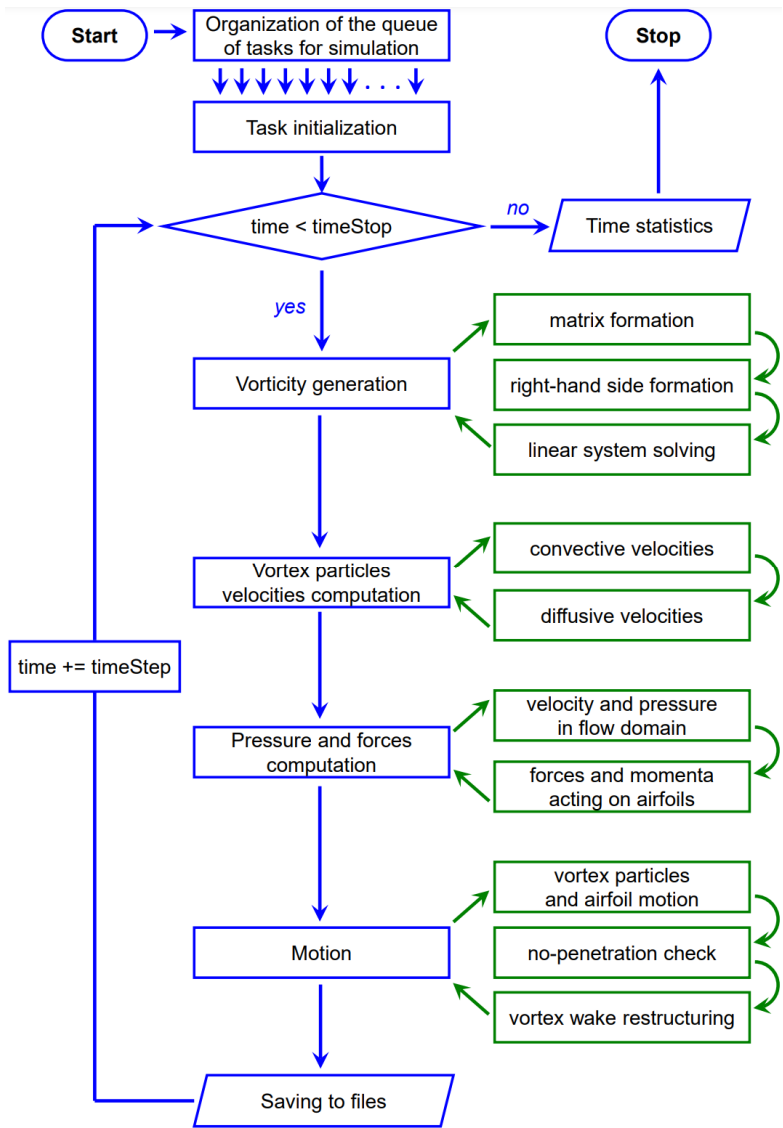 Start
Organization of the queue
of tasks for simulation
Stop
. . .
Task initialization
time < timeStop
no
Time statistics
yes
Vorticity generation
matrix formation
right-hand side formation
linear system solving
Vortex particles
velocities computation
convective velocities
diffusive velocities
time += timeStep
Pressure and forces
computation
velocity and pressure
in flow domain
forces and momenta
acting on airfoils
Motion
vortex particles
and airfoil motion
no-penetration check
vortex wake restructuring
Saving to files